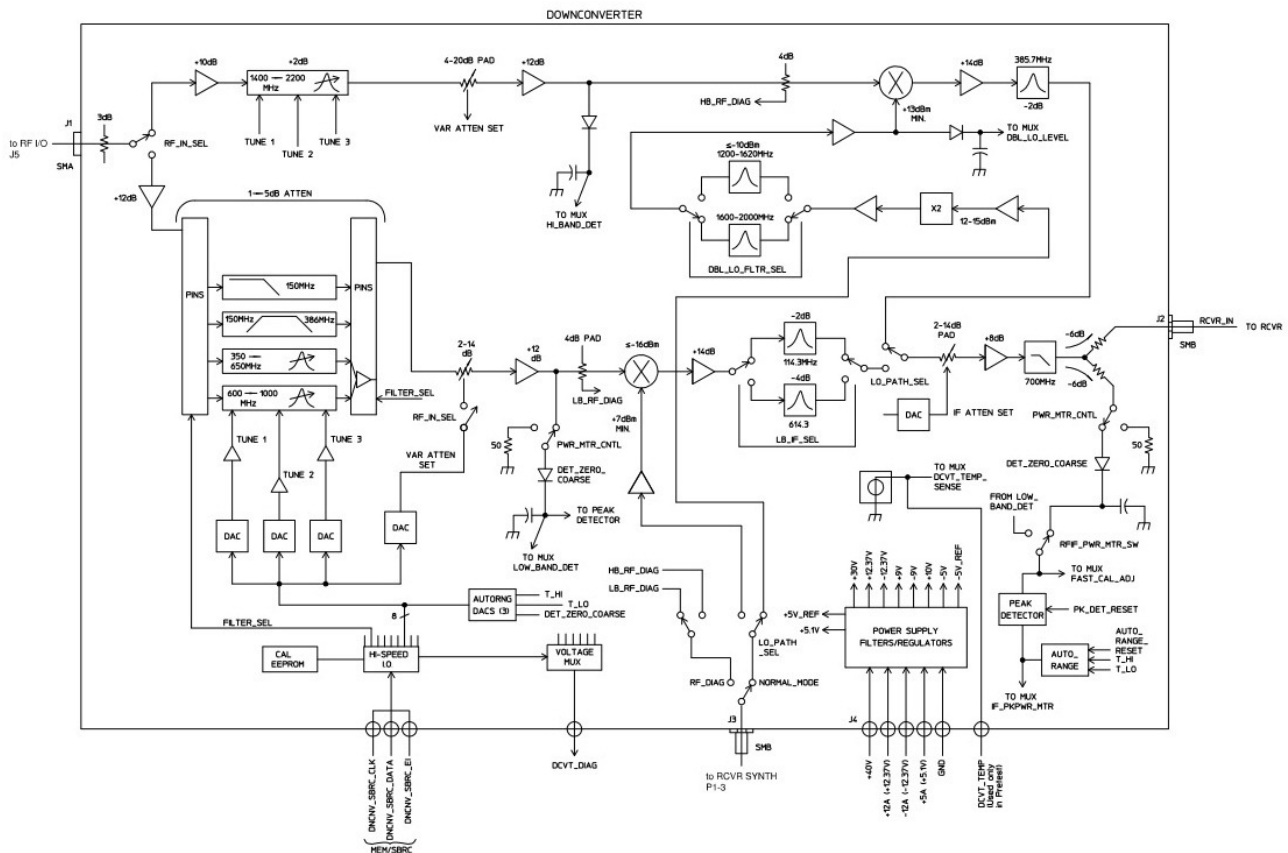 DOWNCONVERTER
J1
to RF I/O
J5
SMA
3dB
RF_IN_SEL
+10dB
+2dB
1400 — 2200
MHz
TUNE 1
TUNE 2
TUNE 3
4-20dB PAD
VAR ATTEN SET
+12dB
TO MUX
HI_BAND_DET
4dB
HB_RF_DIAG
+13dBm
MIN.
+14dB
385.7MHz
-2dB
TO MUX
DBL_LO_LEVEL
≤-10dBm
1200-1620MHz
1600-2000MHz
DBL_LO_FLTR_SEL
X2
12-15dBm
+12dB
1—5dB ATTEN
PINS
150MHz
150MHz
386MHz
350 —
650MHz
600 — 1000
MHz
PINS
FILTER_SEL
TUNE 1
TUNE 2
TUNE 3
DAC
DAC
DAC
DAC
2-14
dB
RF_IN_SEL
VAR ATTEN
SET
+12
dB
4dB PAD
LB_RF_DIAG
50
PWR_MTR_CNTL
DET_ZERO_
COARSE
TO PEAK
DETECTOR
TO MUX
LOW_BAND_DET
≤-16dBm
+7dBm
MIN.
+14dB
-2dB
114.3MHz
-4dB
614.3
LB_IF_SEL
LO_PATH_SEL
2-14dB
PAD
DAC
IF ATTEN SET
+8dB
700MHz
-6dB
-6dB
J2
RCVR_IN
TO RCVR
SMB
PWR_MTR_CNTL
50
DET_ZERO_COARSE
TO MUX
DCVT_TEMP_
SENSE
FROM LOW_
BAND_DET
RFIF_PWR_MTR_SW
TO MUX
FAST_CAL_ADJ
PEAK
DETECTOR
PK_DET_RESET
AUTO_
RANGE
AUTO_
RANGE_
RESET
T_HI
T_LO
TO MUX
IF_PKPWR_MTR
FILTER_SEL
8
CAL
EEPROM
HI-SPEED
I.O
AUTORNG
DACS (3)
T_HI
T_LO
DET_ZERO_COARSE
VOLTAGE
MUX
HB_RF_DIAG
LB_RF_DIAG
LO_PATH
_SEL
RF_DIAG
NORMAL_MODE
+30V
+12.37V
-12.37V
+9V
-9V
+10V
-5V
-5V_REF
+5V_REF
+5.1V
POWER SUPPLY
FILTERS/REGULATORS
DNCNV_SBRC_CLK
DNCNV_SBRC_DATA
DNCNV_SBRC_EI
MEM/SBRC
DCVT_DIAG
J3
SMB
to RCVR SYNTH
P1-3
J4
+40V
+12A (+12.37V)
-12A (-12.37V)
+5A (+5.1V)
GND
DCVT_TEMP
(Used only
in Pretest)